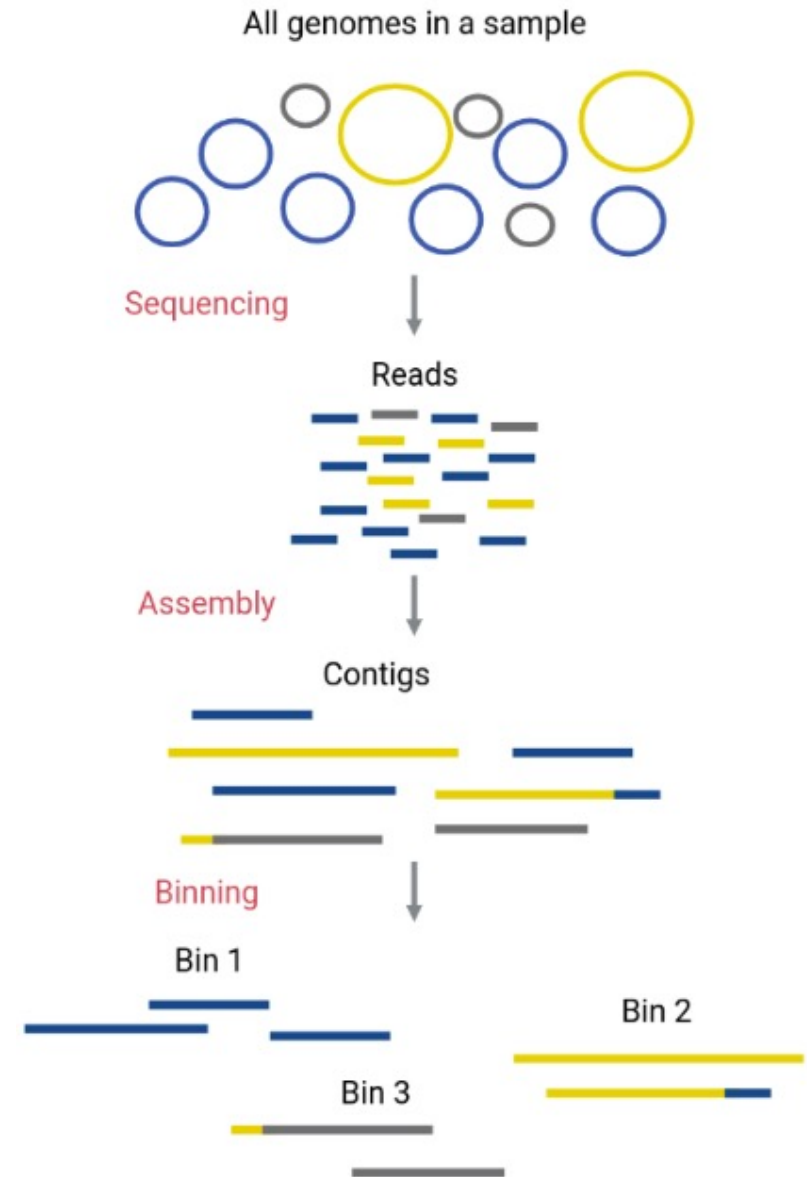 All genomes in a sample
Sequencing
Reads
Assembly
Contigs
Binning
Bin 1
Bin 2
Bin 3